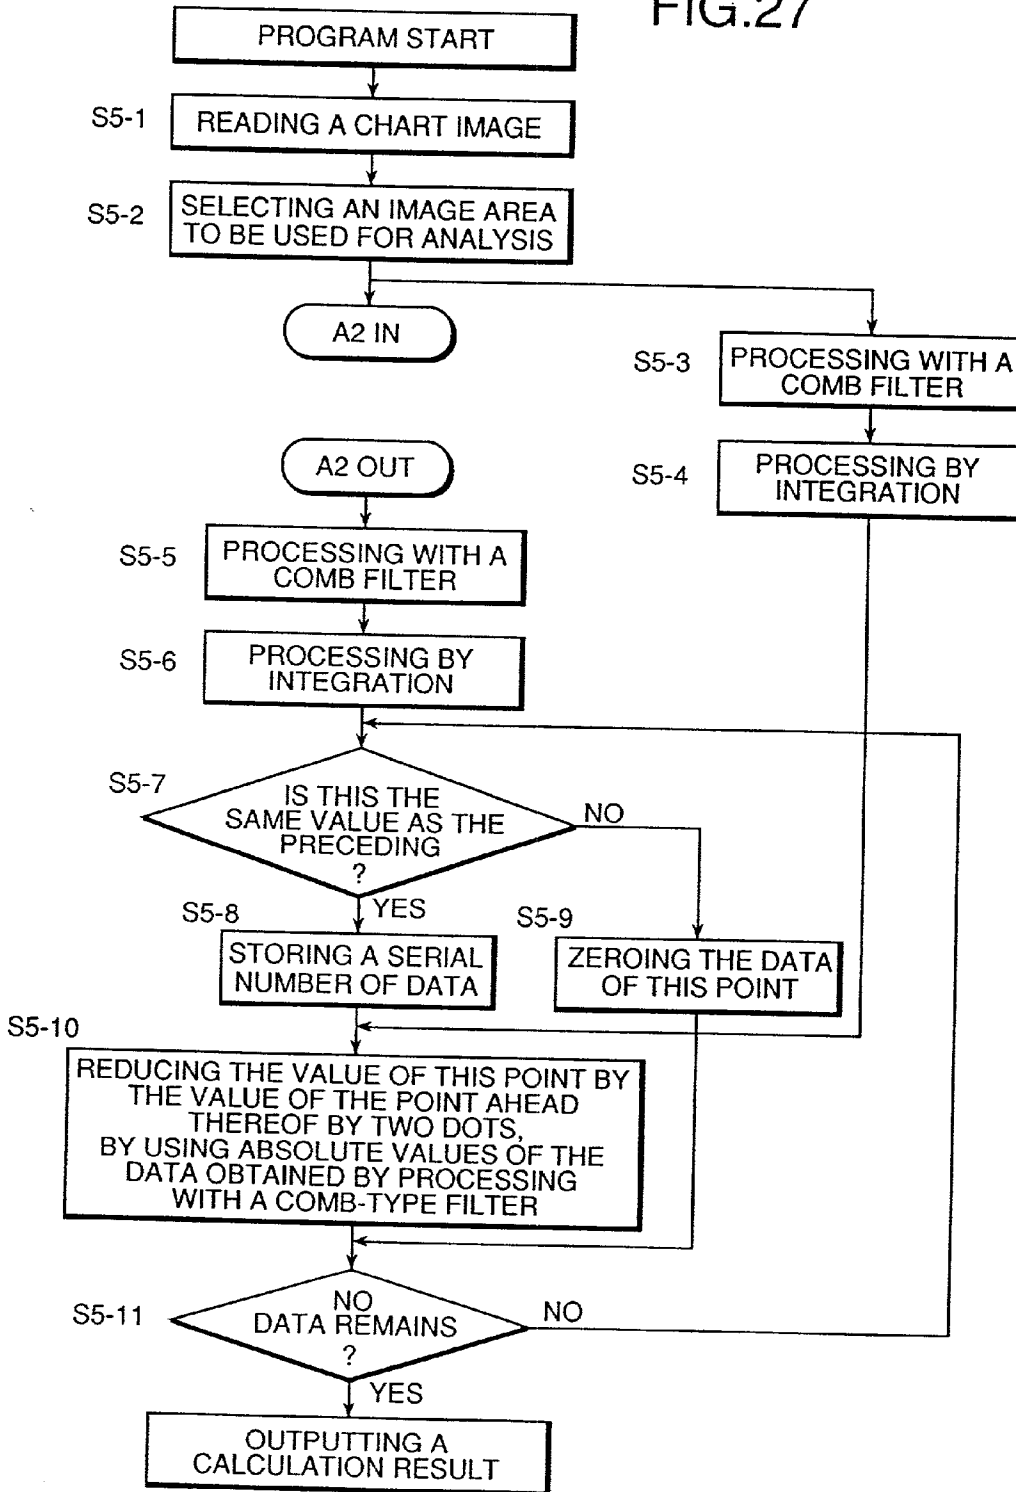 FIG.27
PROGRAM START
S5-1
READING A CHART IMAGE
S5-2
SELECTING AN IMAGE AREA
TO BE USED FOR ANALYSIS
A2 IN
S5-3
PROCESSING WITH A
COMB FILTER
S5-4
PROCESSING BY
INTEGRATION
A2 OUT
S5-5
PROCESSING WITH A
COMB FILTER
S5-6
PROCESSING BY
INTEGRATION
S5-7
IS THIS THE
SAME VALUE AS THE
PRECEDING
?
NO
YES
S5-8
STORING A SERIAL
NUMBER OF DATA
S5-9
ZEROING THE DATA
OF THIS POINT
S5-10
REDUCING THE VALUE OF THIS POINT BY
THE VALUE OF THE POINT AHEAD
THEREOF BY TWO DOTS,
BY USING ABSOLUTE VALUES OF THE
DATA OBTAINED BY PROCESSING
WITH A COMB-TYPE FILTER
S5-11
NO
DATA REMAINS
?
NO
YES
OUTPUTTING A
CALCULATION RESULT